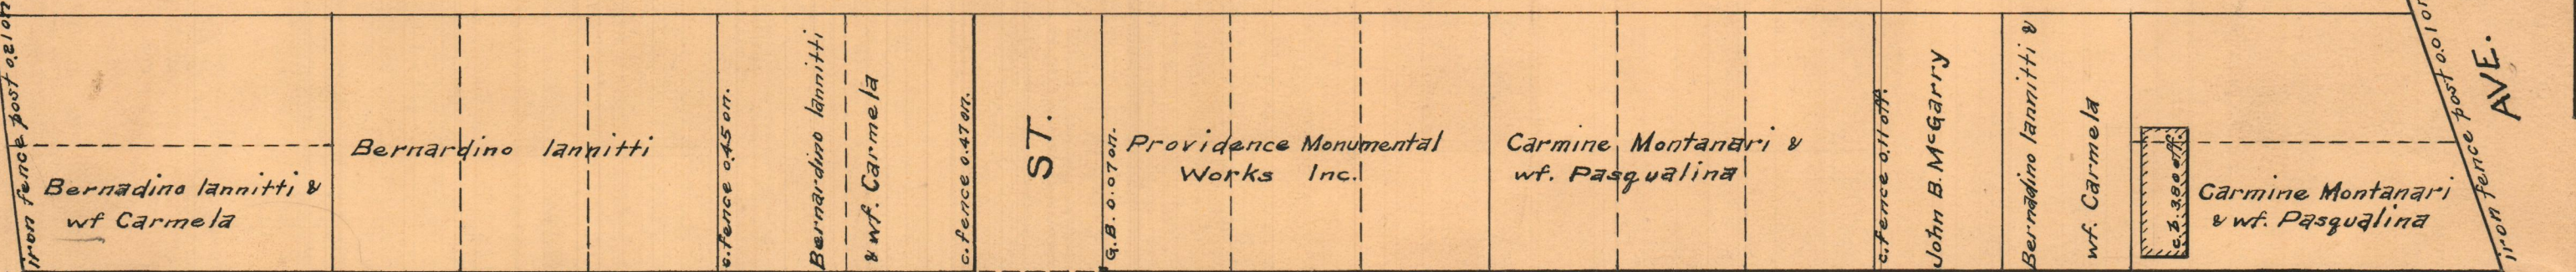 iron fence post 0.21 on
Bernadino Iannitti &
wf Carmela
Bernardino Iannitti
c. fence 0.45 on.
Bernardino Iannitti
& wf. Carmela
c. fence 0.47 on.
ST.
G.B. 0.07 on.
Providence Monumental
Works Inc.
Carmine Montanari &
wf. Pasqualina
c. fence 0.11 off.
John B. McGarry
Bernadino Iannitti &
wf. Carmela
c.b. 3.90 off.
Carmine Montanari
& wf. Pasqualina
iron fence post 0.01 on
AVE.